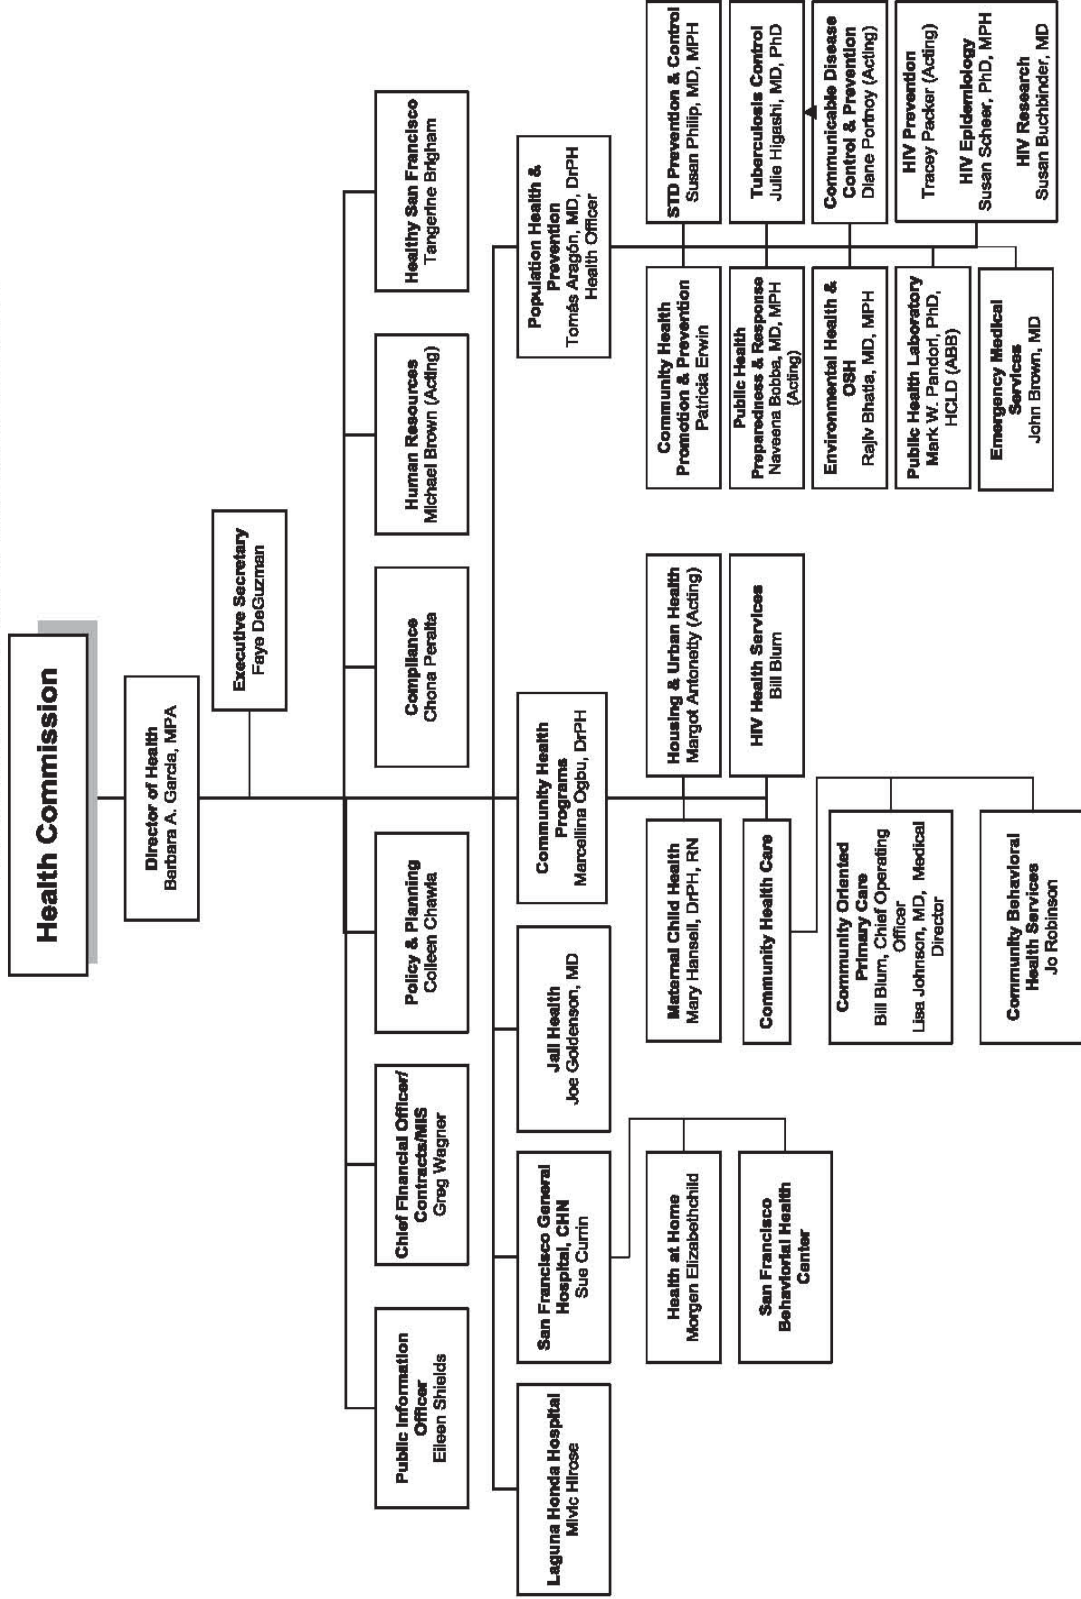 Health Commission
Director of Health
Barbara A. Garcia, MPA
Executive Secretary
Faye DeGuzman
Public Information
Officer
Eileen Shields
Chief Financial Officer/
Contracts/MIS
Greg Wagner
Policy & Planning
Colleen Chawla
Compliance
Chona Peralta
Human Resources
Michael Brown (Acting)
Healthy San Francisco
Tangerine Brigham
Laguna Honda Hospital
Mivic Hirose
San Francisco General
Hospital, CHN
Sue Currin
Jail Health
Joe Goldenson, MD
Community Health
Programs
Marcellina Ogbu, DrPH
Population Health &
Prevention
Tomás Aragón, MD, DrPH
Health Officer
Health at Home
Morgen Elizabethchild
San Francisco
Behaviorial Health
Center
Maternal Child Health
Mary Hansell, DrPH, RN
Housing & Urban Health
Margot Antonetty (Acting)
Community Health Care
HIV Health Services
Bill Blum
Community Oriented
Primary Care
Bill Blum, Chief Operating
Officer
Lisa Johnson, MD, Medical
Director
Community Behavioral
Health Services
Jo Robinson
Community Health
Promotion & Prevention
Patricia Erwin
STD Prevention & Control
Susan Philip, MD, MPH
Public Health
Preparedness & Response
Naveena Bobba, MD, MPH
(Acting)
Tuberculosis Control
Julie Higashi, MD, PhD
Environmental Health &
OSH
Rajiv Bhatia, MD, MPH
Communicable Disease
Control & Prevention
Diane Portnoy (Acting)
Public Health Laboratory
Mark W. Pandori, PhD,
HCLD (ABB)
HIV Prevention
Tracey Packer (Acting)
HIV Epidemiology
Susan Scheer, PhD, MPH
HIV Research
Susan Buchbinder, MD
Emergency Medical
Services
John Brown, MD